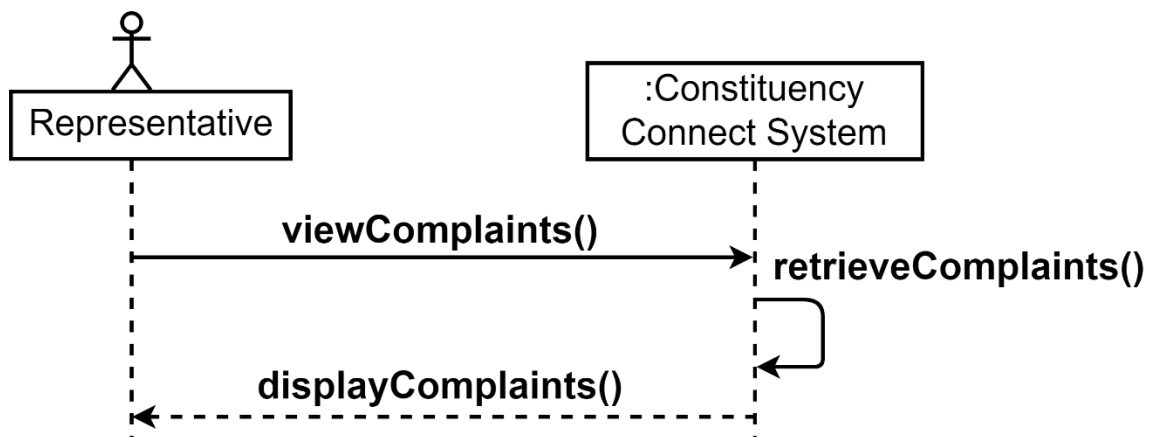 Representative
:Constituency
Connect System
viewComplaints()
retrieveComplaints()
displayComplaints()